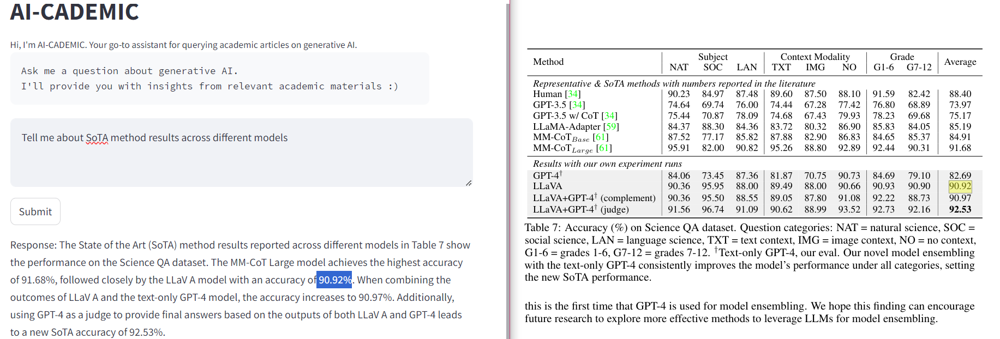 AI-CADEMIC
Hi, I'm AI-CADEMIC. Your go-to assistant for querying academic articles on generative AI.
Ask me a question about generative AI.
I'll provide you with insights from relevant academic materials :)
Tell me about SoTA method results across different models
Submit
Response: The State of the Art (SoTA) method results reported across different models in Table 7 show
the performance on the Science QA dataset. The MM-CoT Large model achieves the highest accuracy
of 91.68%, followed closely by the LLaV A model with an accuracy of 90.92%. When combining the
outcomes of LLaV A and the text-only GPT-4 model, the accuracy increases to 90.97%. Additionally,
using GPT-4 as a judge to provide final answers based on the outputs of both LLaV A and GPT-4 leads
to a new SoTA accuracy of 92.53%.
Method Subject Context Modality Grade Average
NAT SOC LAN TXT IMG NO G1-6 G7-12
Representative & SoTA methods with numbers reported in the literature
Human [34] 90.23 84.97 87.48 89.60 87.50 88.10 91.59 82.42 88.40
GPT-3.5 [34] 74.64 69.74 76.00 74.44 67.28 77.42 76.80 68.89 73.97
GPT-3.5 w/ CoT [34] 75.44 70.87 78.09 74.68 67.43 79.93 78.23 69.68 75.17
LLaMA-Adapter [59] 84.37 88.30 84.36 83.72 80.32 86.90 85.83 84.05 85.19
MM-CoT Base [61] 87.52 77.17 85.82 87.88 82.90 86.83 84.65 85.37 84.91
MM-CoT Large [61] 95.91 82.00 90.82 95.26 88.80 92.89 92.44 90.31 91.68
Results with our own experiment runs
GPT-4† 84.06 73.45 87.36 81.87 70.75 90.73 84.69 79.10 82.69
LLaVA 90.36 95.95 88.00 89.49 88.00 90.66 90.93 90.90 90.92
LLaVA+GPT-4† (complement) 90.36 95.50 88.55 89.05 87.80 91.08 92.22 88.73 90.97
LLaVA+GPT-4† (judge) 91.56 96.74 91.09 90.62 88.99 93.52 92.73 92.16 92.53
Table 7: Accuracy (%) on Science QA dataset. Question categories: NAT = natural science, SOC =
social science, LAN = language science, TXT = text context, IMG = image context, NO = no context,
G1-6 = grades 1-6, G7-12 = grades 7-12. †Text-only GPT-4, our eval. Our novel model ensembling
with the text-only GPT-4 consistently improves the model's performance under all categories, setting
the new SoTA performance.
this is the first time that GPT-4 is used for model ensembling. We hope this finding can encourage
future research to explore more effective methods to leverage LLMs for model ensembling.